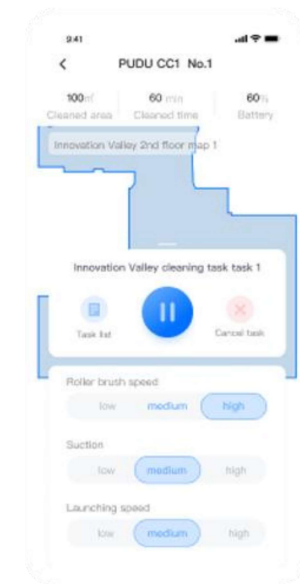 9:41
PUDU CC1 No.1
100㎡ 60 min 60%
Cleaned area Cleaned time Battery
Innovation Valley 2nd floor map 1
Innovation Valley cleaning task task 1
Task list Cancel task
Roller brush speed
low medium high
Suction
low medium high
Launching speed
low medium high